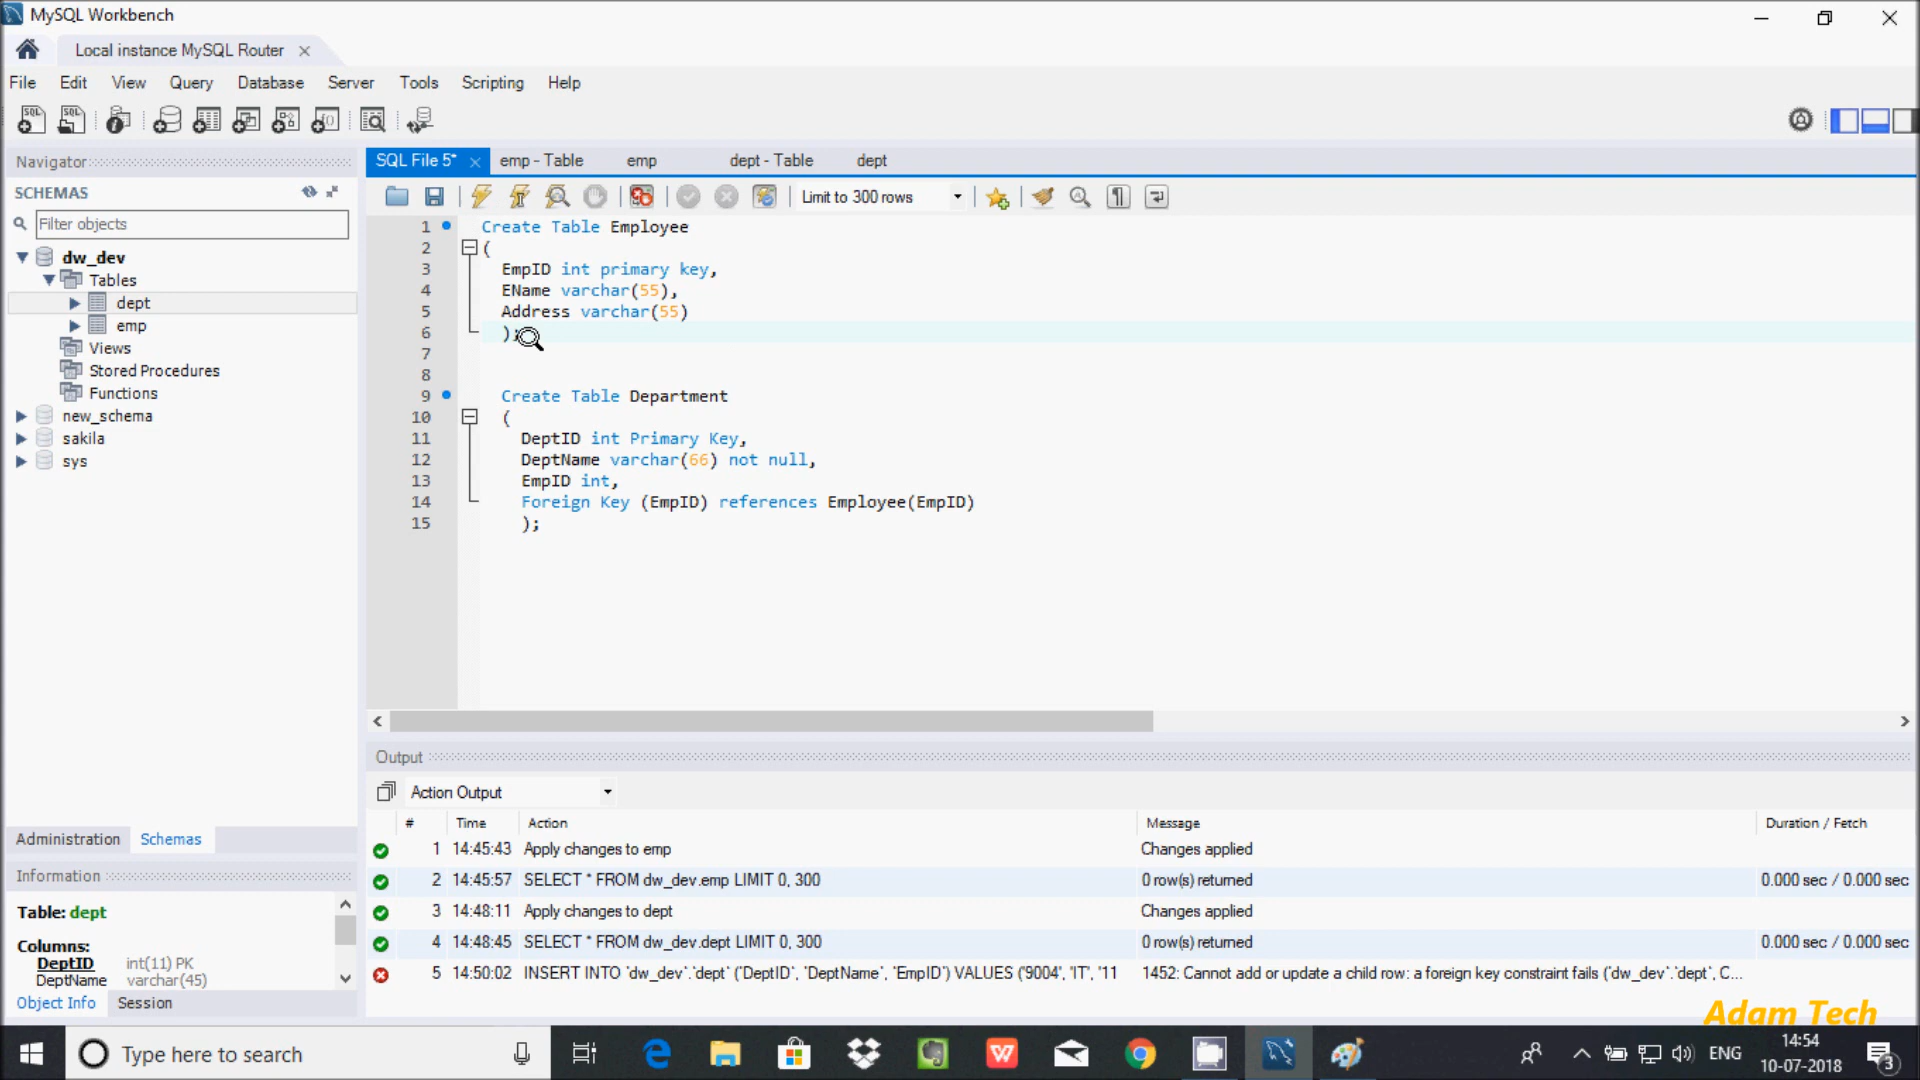 MySQL Workbench
Local instance MySQL Router
File Edit View Query Database Server Tools Scripting Help
Navigator
SCHEMAS
Filter objects
dw_dev
Tables
dept
emp
Views
Stored Procedures
Functions
new_schema
sakila
sys
Administration Schemas
Information
Table: dept
Columns:
DeptID int(11) PK
DeptName varchar(45)
Object Info Session
SQL File 5* emp - Table emp dept - Table dept
Limit to 300 rows
1 Create Table Employee
2 (
3 EmpID int primary key,
4 EName varchar(55),
5 Address varchar(55)
6 );
7
8
9 Create Table Department
10 (
11 DeptID int Primary Key,
12 DeptName varchar(66) not null,
13 EmpID int,
14 Foreign Key (EmpID) references Employee(EmpID)
15 );
Output
Action Output
# Time Action Message Duration / Fetch
1 14:45:43 Apply changes to emp Changes applied
2 14:45:57 SELECT * FROM dw_dev.emp LIMIT 0, 300 0 row(s) returned 0.000 sec / 0.000 sec
3 14:48:11 Apply changes to dept Changes applied
4 14:48:45 SELECT * FROM dw_dev.dept LIMIT 0, 300 0 row(s) returned 0.000 sec / 0.000 sec
5 14:50:02 INSERT INTO `dw_dev`.`dept` (`DeptID`, `DeptName`, `EmpID`) VALUES ('9004', 'IT', '11 1452: Cannot add or update a child row: a foreign key constraint fails (`dw_dev`.`dept`, C...
Adam Tech
Type here to search
ENG
14:54
10-07-2018
3